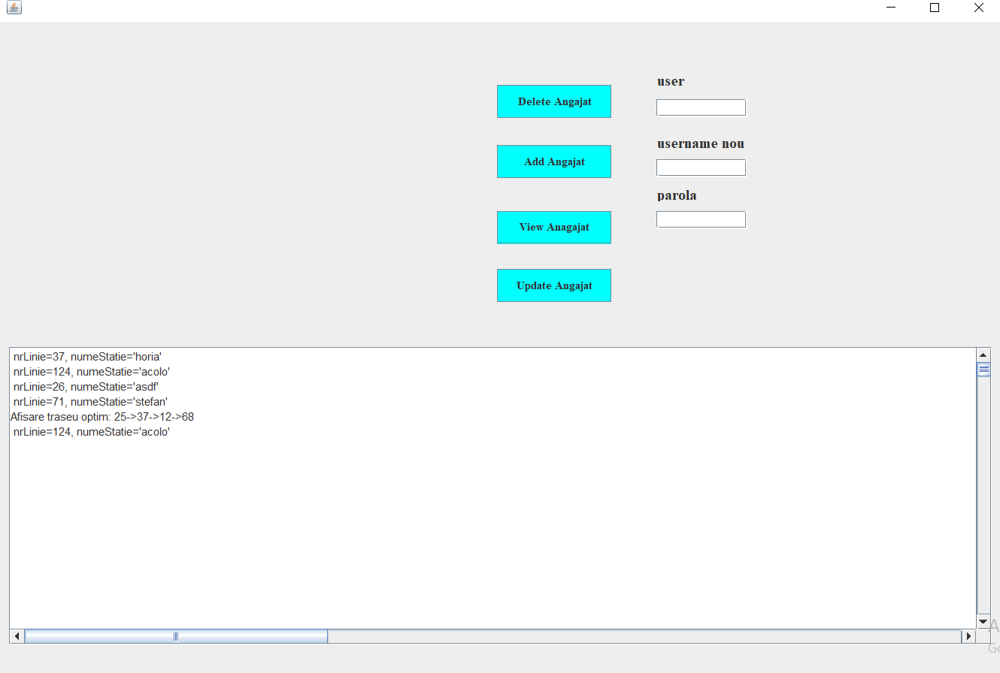 user
Delete Angajat
username nou
Add Angajat
parola
View Anagajat
Update Angajat
nrLinie=37, numeStatie='horia'
nrLinie=124, numeStatie='acolo'
nrLinie=26, numeStatie='asdf'
nrLinie=71, numeStatie='stefan'
Afisare traseu optim: 25->37->12->68
nrLinie=124, numeStatie='acolo'